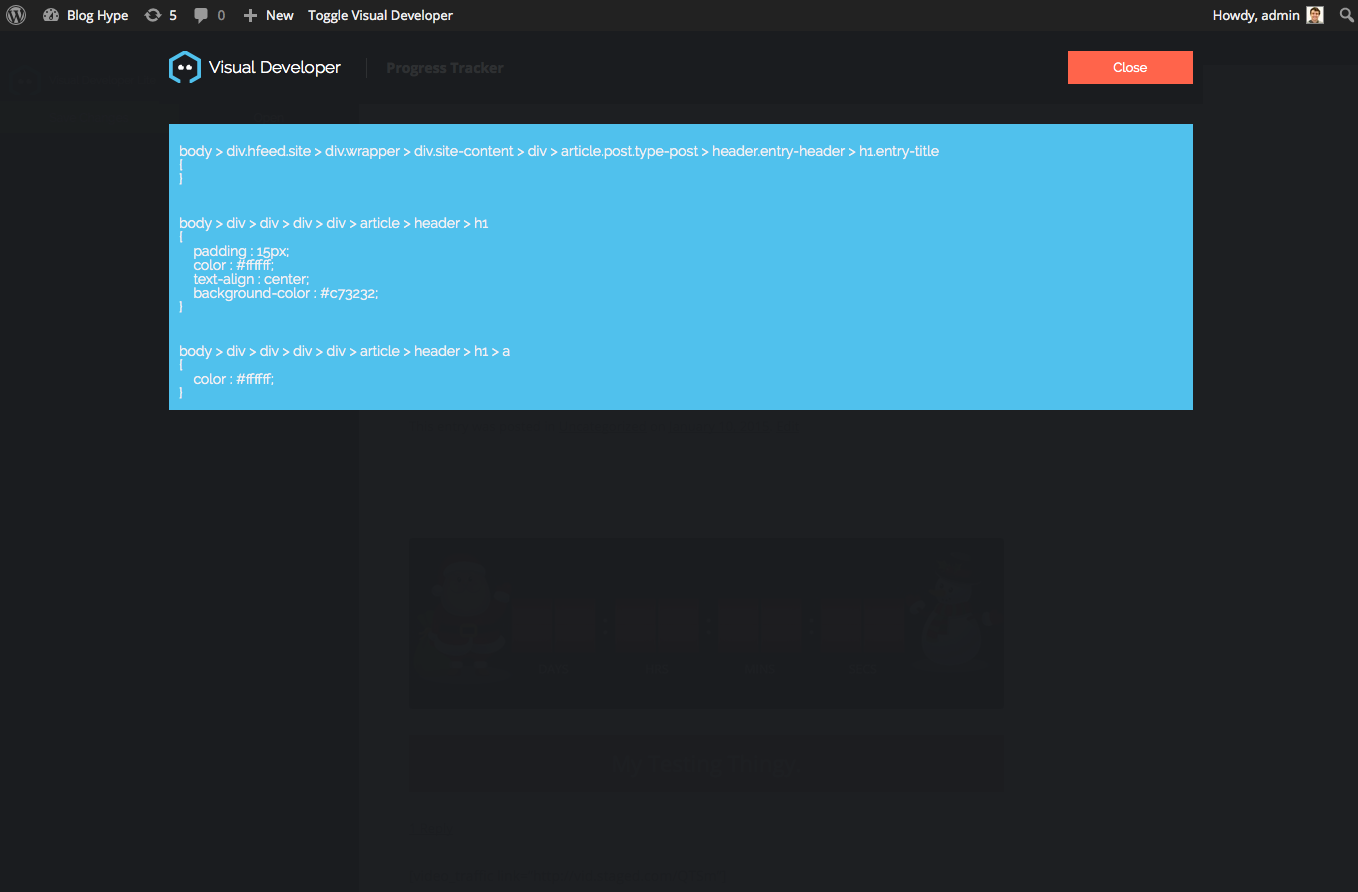 Blog Hype 5 0 New Toggle Visual Developer Howdy, admin
Visual Developer Progress Tracker Close
body > div.hfeed.site > div.wrapper > div.site-content > div > article.post.type-post > header.entry-header > h1.entry-title
{
}
body > div > div > div > div > article > header > h1
{
padding : 15px;
color : #ffffff;
text-align : center;
background-color : #c73232;
}
body > div > div > div > div > article > header > h1 > a
{
color : #ffffff;
}
My Testing Thingy